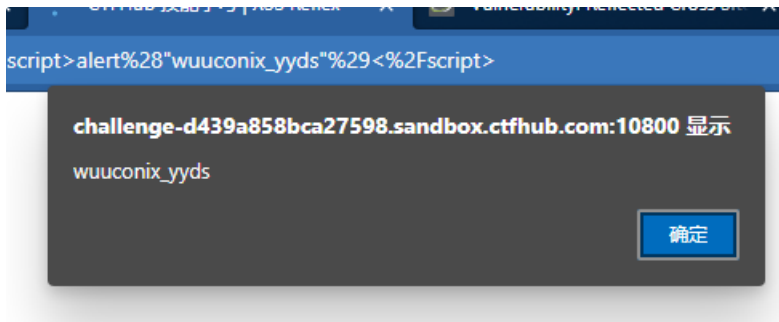 script>alert%28"wuuconix_yyds"%29<%2Fscript>
challenge-d439a858bca27598.sandbox.ctfhub.com:10800 显示
wuuconix_yyds
确定